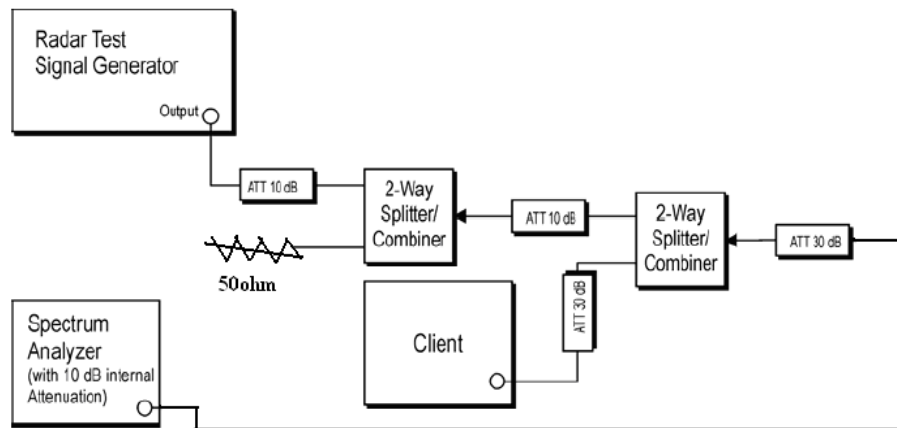 Radar Test
Signal Generator
Output
ATT 10 dB
2-Way
Splitter/
Combiner
ATT 10 dB
2-Way
Splitter/
Combiner
ATT 30 dB
50ohm
ATT 30 dB
Client
Spectrum
Analyzer
(with 10 dB internal
Attenuation)